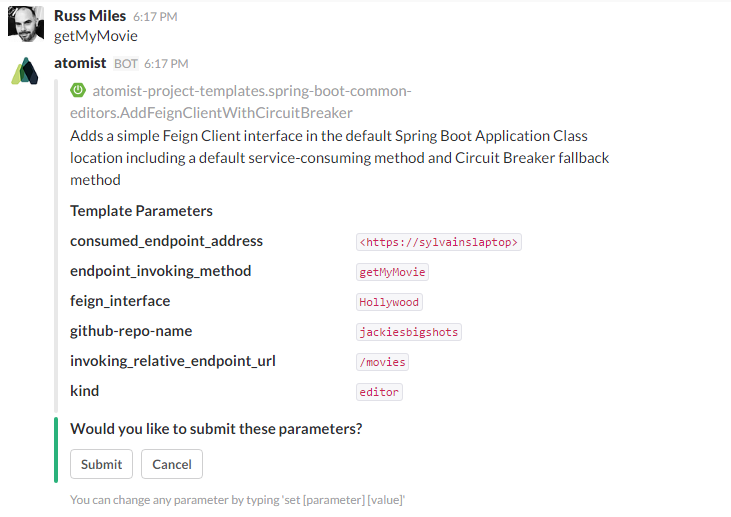 Russ Miles 6:17 PM
getMyMovie
atomist BOT 6:17 PM
atomist-project-templates.spring-boot-common-
editors.AddFeignClientWithCircuitBreaker
Adds a simple Feign Client interface in the default Spring Boot Application Class
location including a default service-consuming method and Circuit Breaker fallback
method
Template Parameters
consumed_endpoint_address <https://sylvainslaptop>
endpoint_invoking_method getMyMovie
feign_interface Hollywood
github-repo-name jackiesbigshots
invoking_relative_endpoint_url /movies
kind editor
Would you like to submit these parameters?
Submit Cancel
You can change any parameter by typing 'set [parameter] [value]'